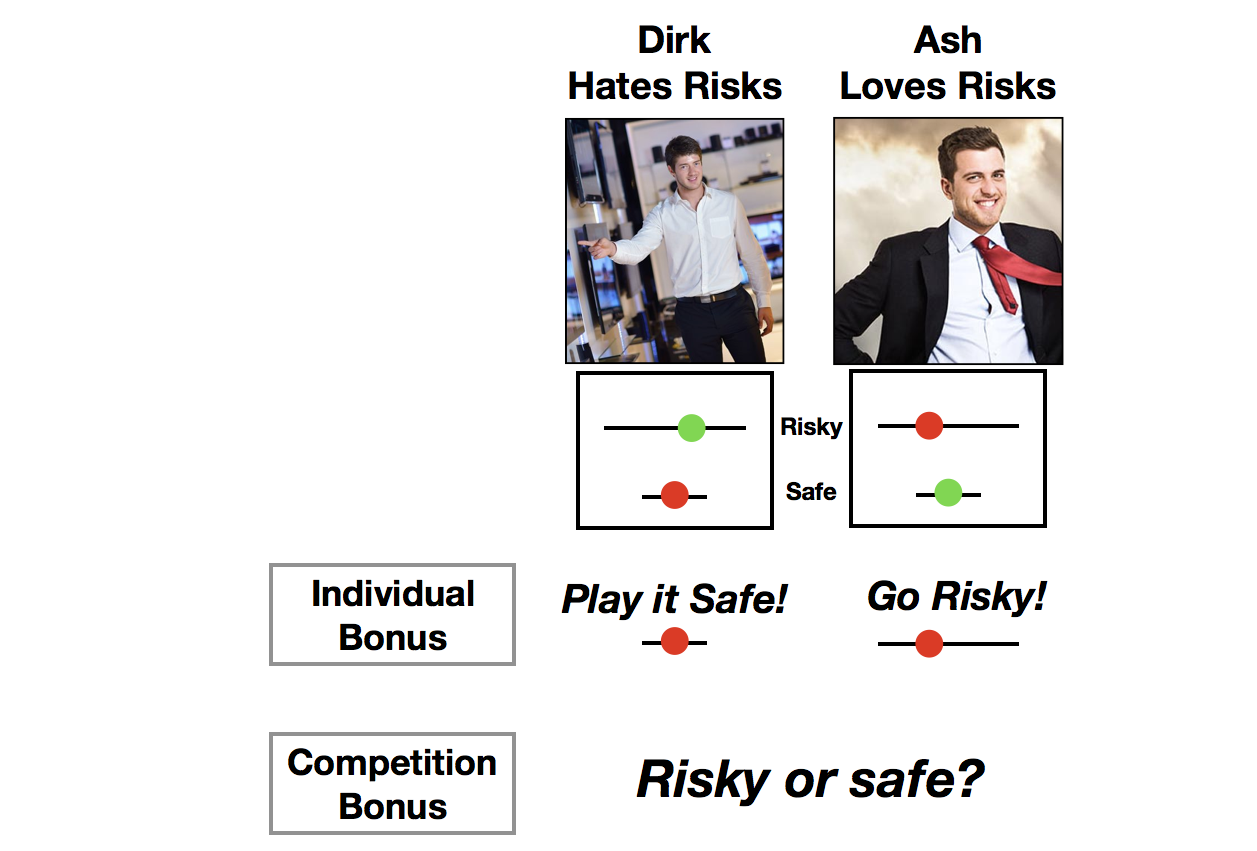 Dirk
Hates Risks
Ash
Loves Risks
Risky
Safe
Individual
Bonus
Play it Safe!
Go Risky!
Competition
Bonus
Risky or safe?